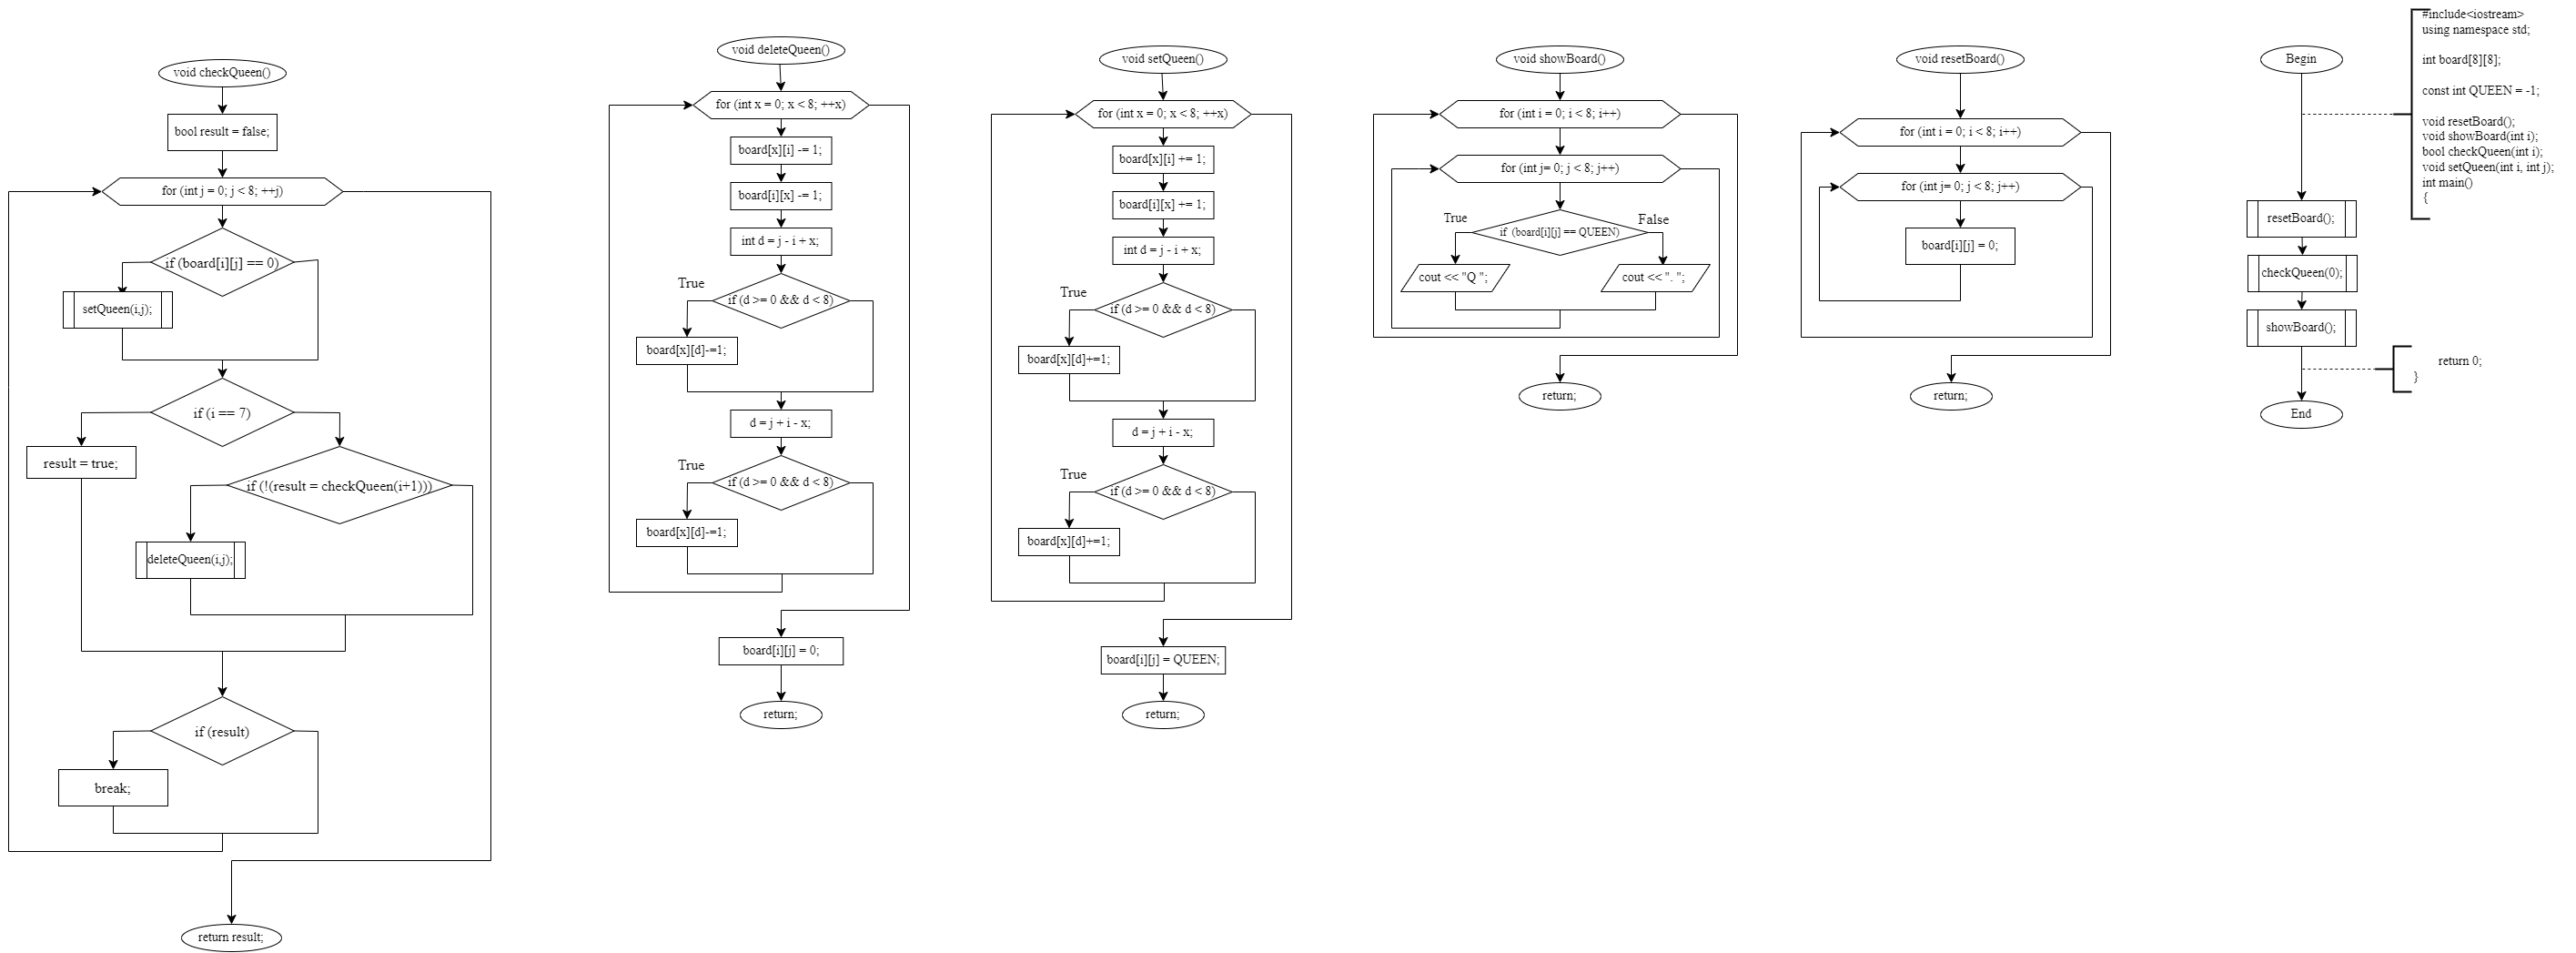 void checkQueen()
bool result = false;
for (int j = 0; j < 8; ++j)
if (board[i][j] == 0)
setQueen(i,j);
if (i == 7)
result = true;
if (!(result = checkQueen(i+1)))
deleteQueen(i,j);
if (result)
break;
return result;
void deleteQueen()
for (int x = 0; x < 8; ++x)
board[x][i] -= 1;
board[i][x] -= 1;
int d = j - i + x;
True
if (d >= 0 && d < 8)
board[x][d]-=1;
d = j + i - x;
True
if (d >= 0 && d < 8)
board[x][d]-=1;
board[i][j] = 0;
return;
void setQueen()
for (int x = 0; x < 8; ++x)
board[x][i] += 1;
board[i][x] += 1;
int d = j - i + x;
True
if (d >= 0 && d < 8)
board[x][d]+=1;
d = j + i - x;
True
if (d >= 0 && d < 8)
board[x][d]+=1;
board[i][j] = QUEEN;
return;
void showBoard()
for (int i = 0; i < 8; i++)
for (int j= 0; j < 8; j++)
True
False
if (board[i][j] == QUEEN)
cout << "Q ";
cout << ". ";
return;
void resetBoard()
for (int i = 0; i < 8; i++)
for (int j= 0; j < 8; j++)
board[i][j] = 0;
return;
Begin
#include<iostream>
using namespace std;
int board[8][8];
const int QUEEN = -1;
void resetBoard();
void showBoard(int i);
bool checkQueen(int i);
void setQueen(int i, int j);
int main()
{
resetBoard();
checkQueen(0);
showBoard();
return 0;
}
End